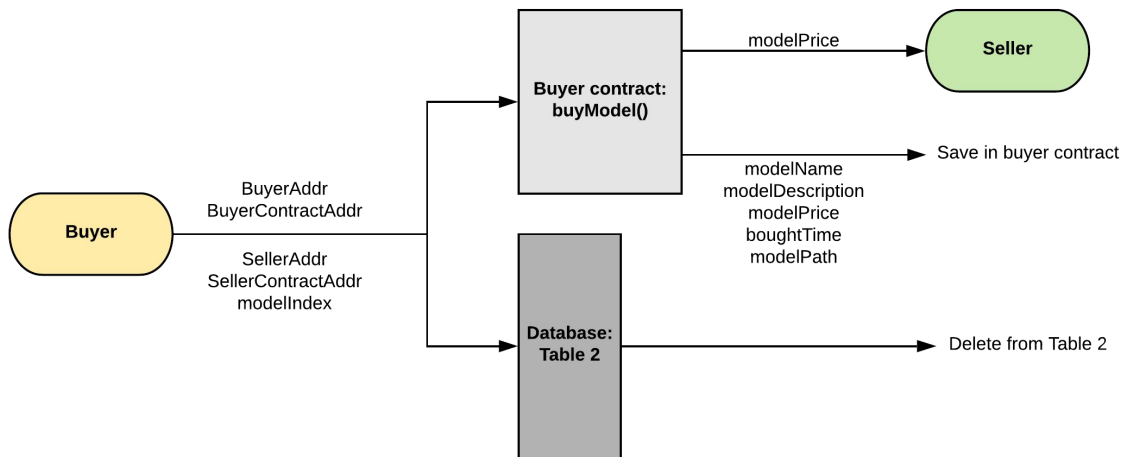 modelPrice
Seller
Buyer contract:
buyModel()
Save in buyer contract
modelName
modelDescription
modelPrice
boughtTime
modelPath
BuyerAddr
BuyerContractAddr
Buyer
SellerAddr
SellerContractAddr
modelIndex
Database:
Table 2
Delete from Table 2